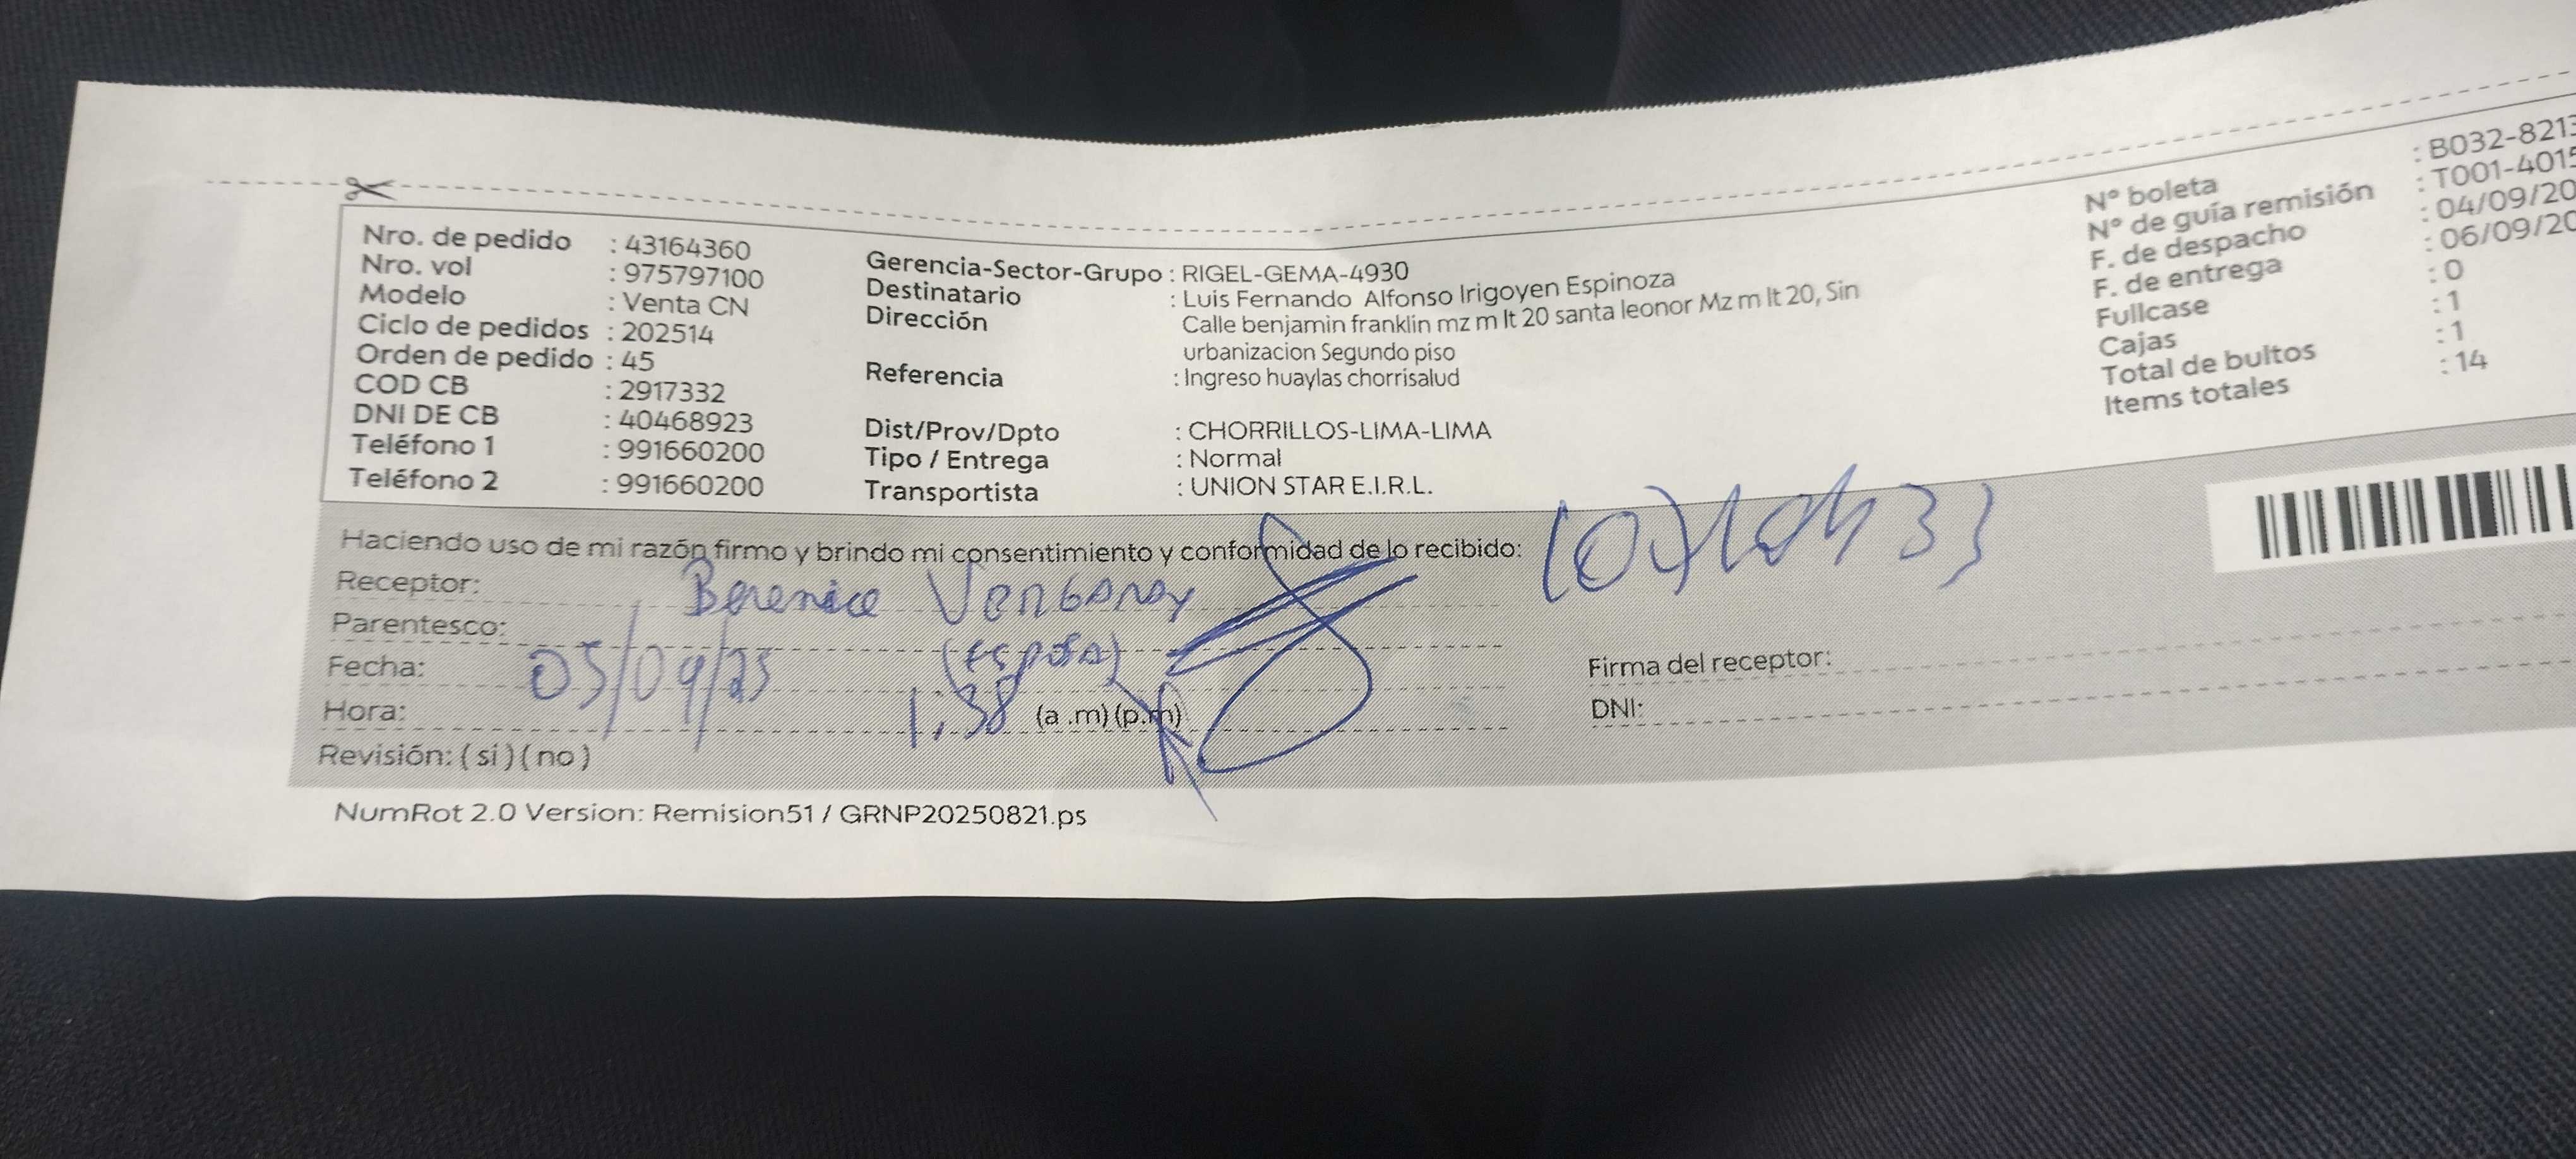 Nro. de pedido : 43164360
Nro. vol : 975797100
Modelo : Venta CN
Ciclo de pedidos : 202514
Orden de pedido : 45
COD CB : 2917332
DNI DE CB : 40468923
Teléfono 1 : 991660200
Teléfono 2 : 991660200
Gerencia-Sector-Grupo : RIGEL-GEMA-4930
Destinatario : Luis Fernando Alfonso Irigoyen Espinoza
Dirección Calle benjamin franklin mz m lt 20 santa leonor Mz m lt 20, Sin
urbanizacion Segundo piso
Referencia : Ingreso huaylas chorrisalud
Dist/Prov/Dpto : CHORRILLOS-LIMA-LIMA
Tipo / Entrega : Normal
Transportista : UNION STAR E.I.R.L.
N° boleta : B032-8213
N° de guía remisión : T001-4015
F. de despacho : 04/09/20
F. de entrega : 06/09/20
Fullcase : 0
Cajas : 1
Total de bultos : 1
Items totales : 14
Haciendo uso de mi razón firmo y brindo mi consentimiento y conformidad de lo recibido:
Receptor: Berenice
Parentesco: (Esposa)
Fecha: 05/09/25
Hora: 1,38 (a .m) (p.m)
Revisión: ( si ) ( no )
Firma del receptor:
DNI:
NumRot 2.0 Version: Remision51 / GRNP20250821.ps